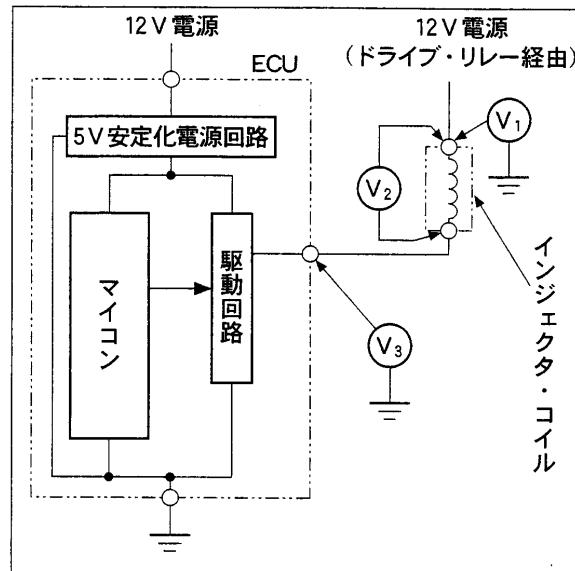 12V電源
12V電源
(ドライブ・リレー経由)
ECU
5V安定化電源回路
V1
V2
マイコン
駆動回路
V3
インジェクタ・コイル